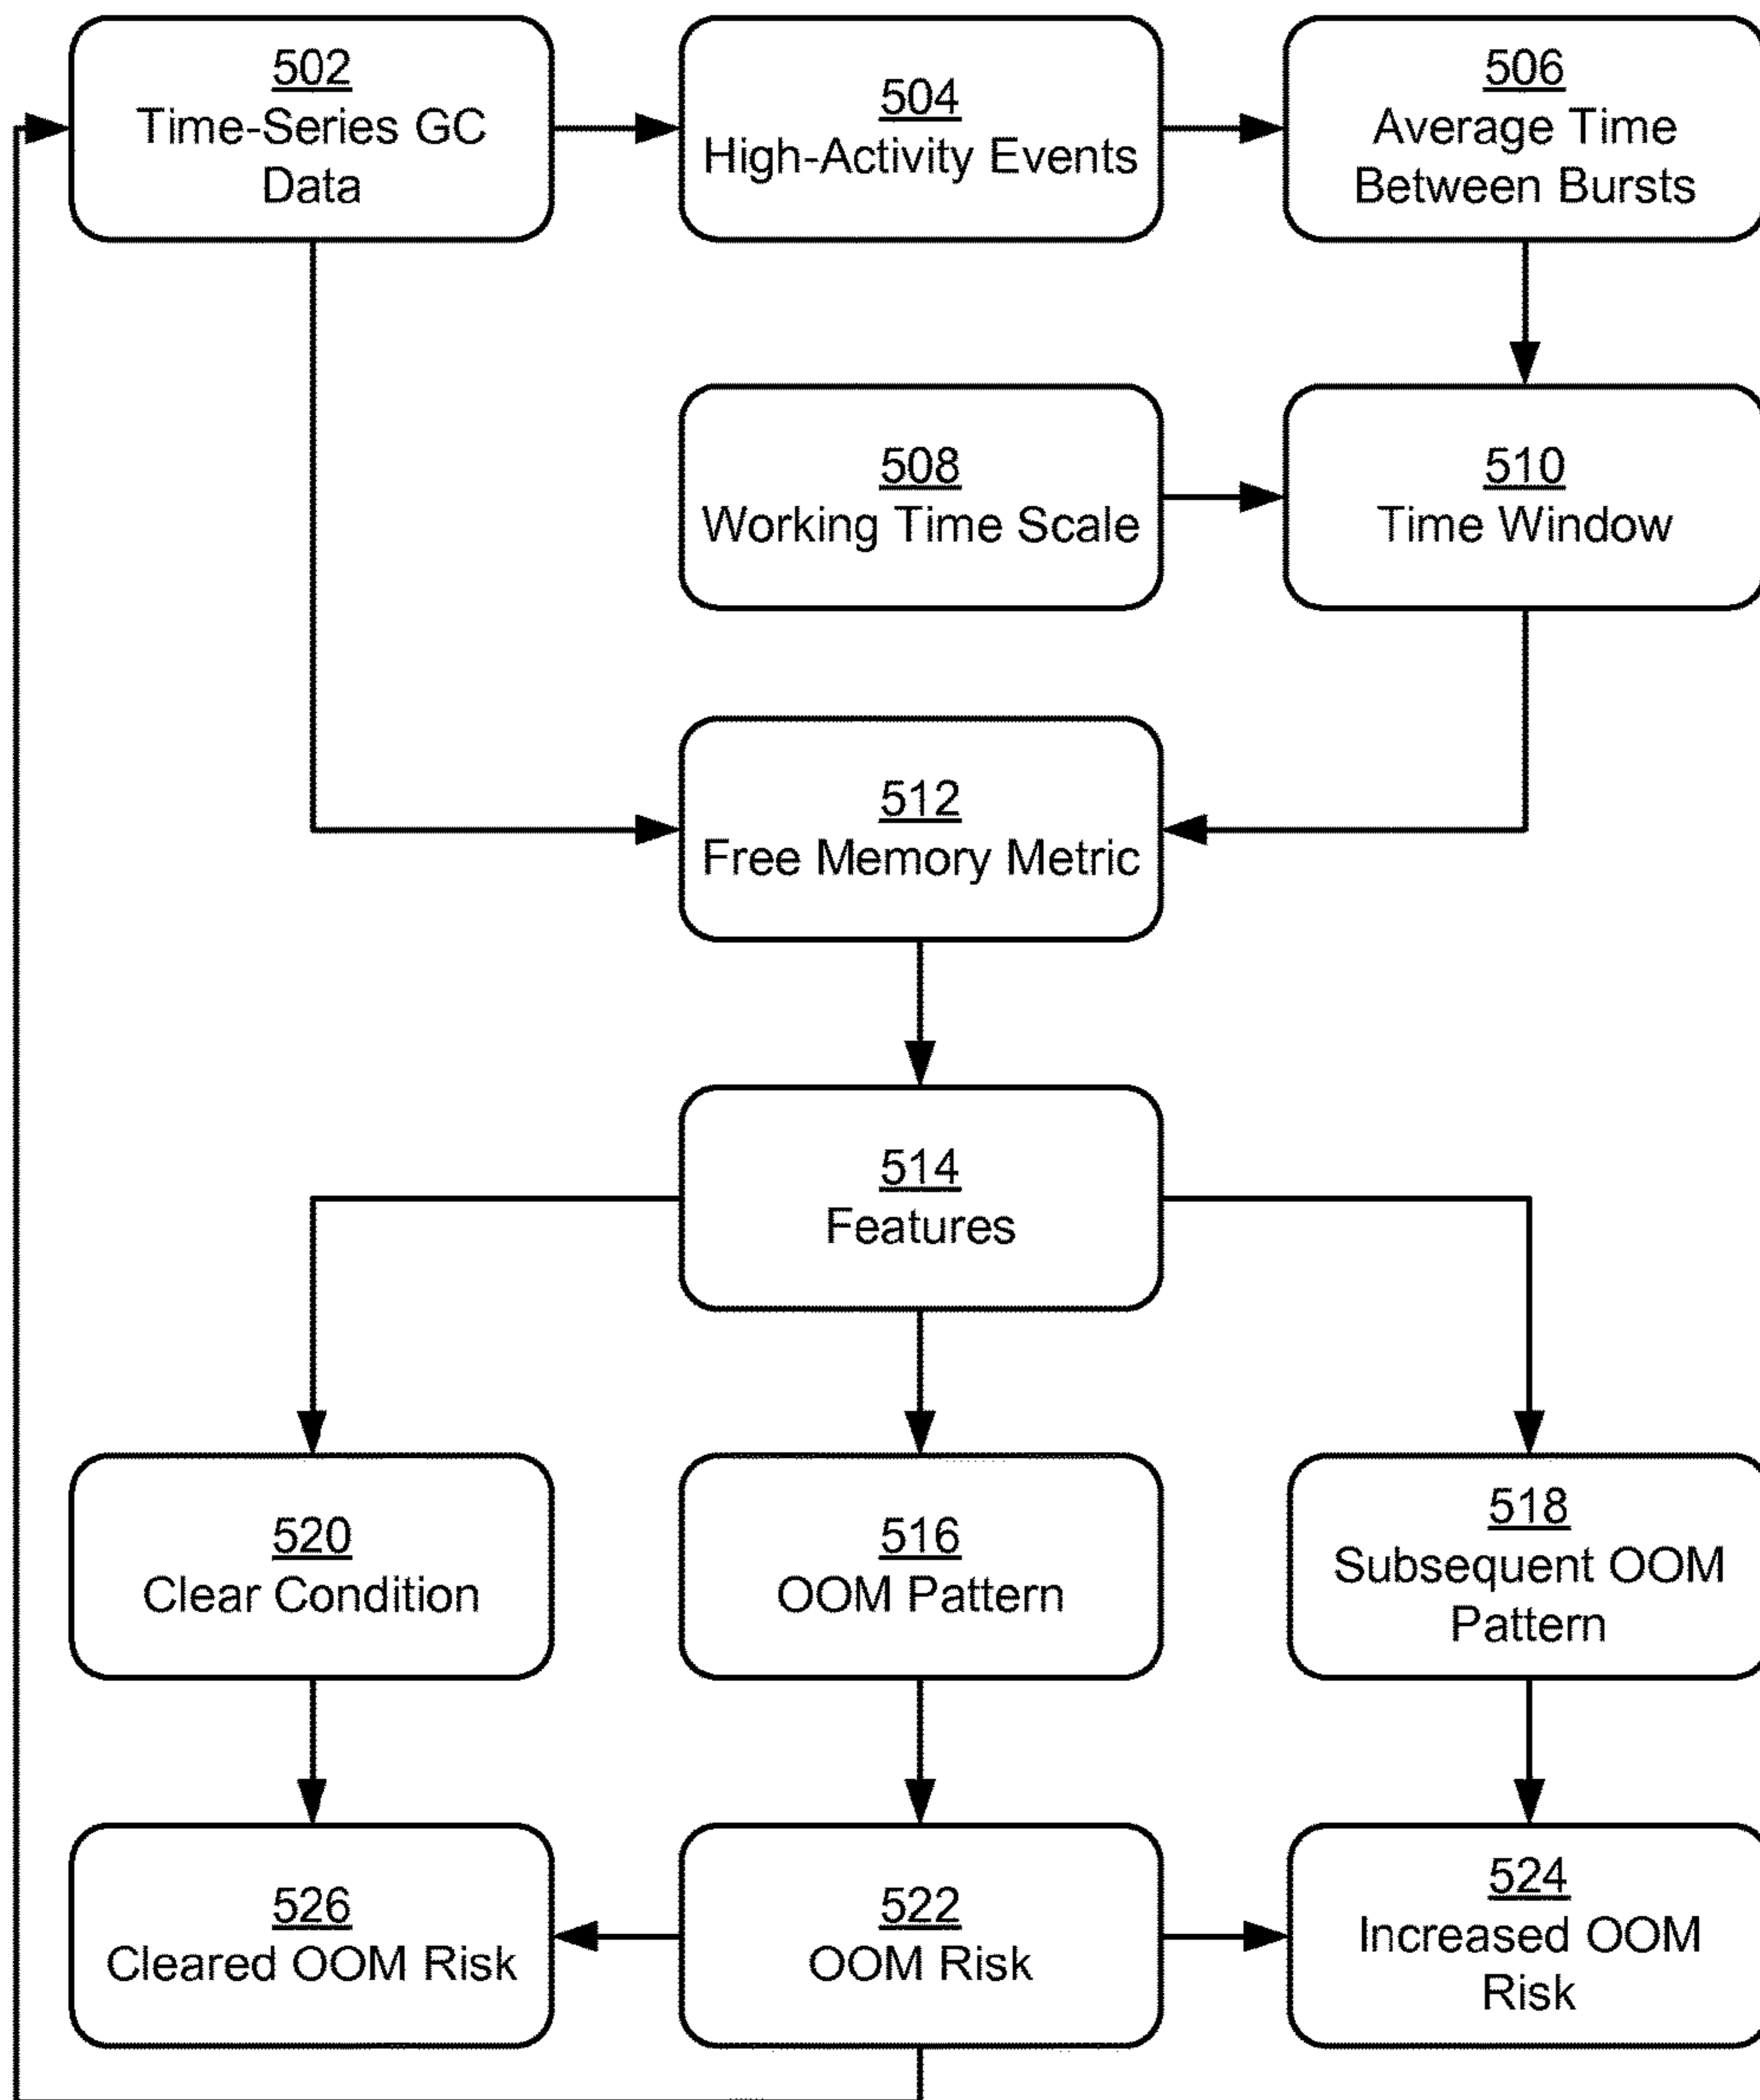 502
Time-Series GC
Data
504
High-Activity Events
506
Average Time
Between Bursts
508
Working Time Scale
510
Time Window
512
Free Memory Metric
514
Features
520
Clear Condition
516
OOM Pattern
518
Subsequent OOM
Pattern
526
Cleared OOM Risk
522
OOM Risk
524
Increased OOM
Risk